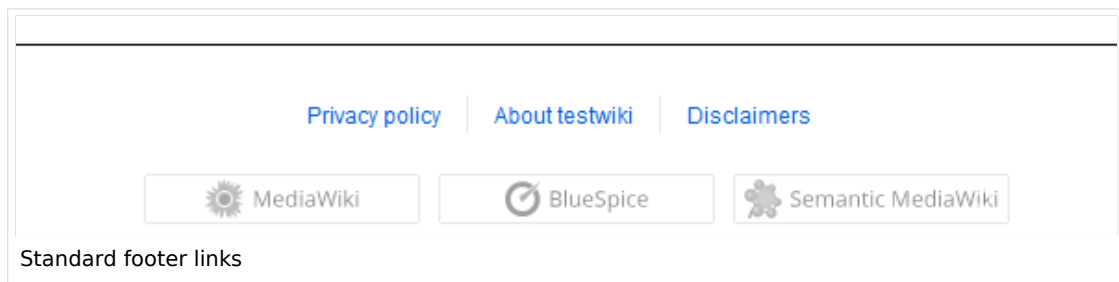 Privacy policy About testwiki Disclaimers
MediaWiki BlueSpice Semantic MediaWiki
Standard footer links